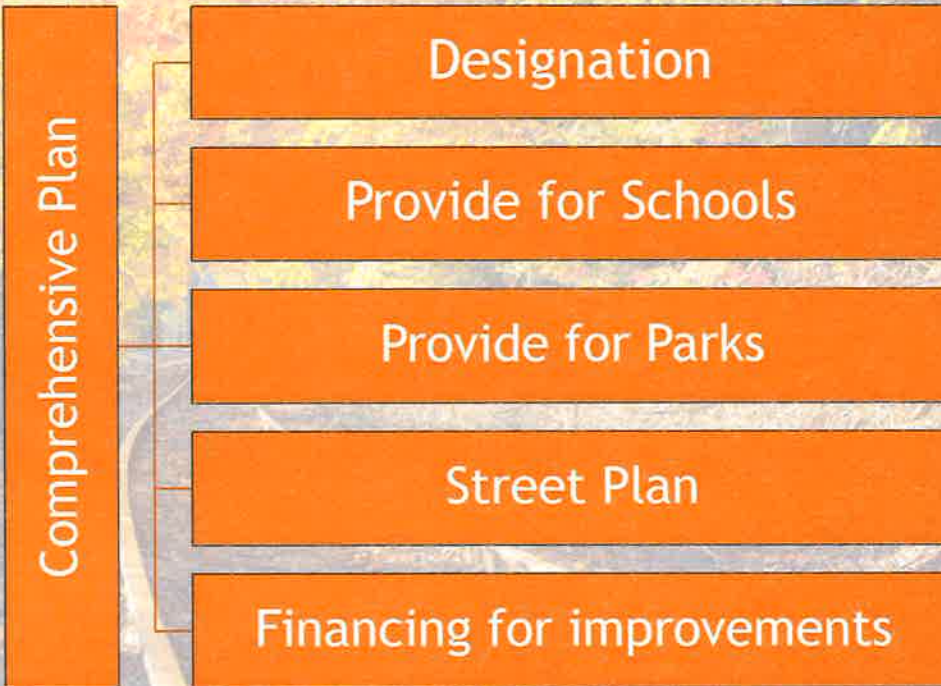 Comprehensive Plan
Designation
Provide for Schools
Provide for Parks
Street Plan
Financing for improvements